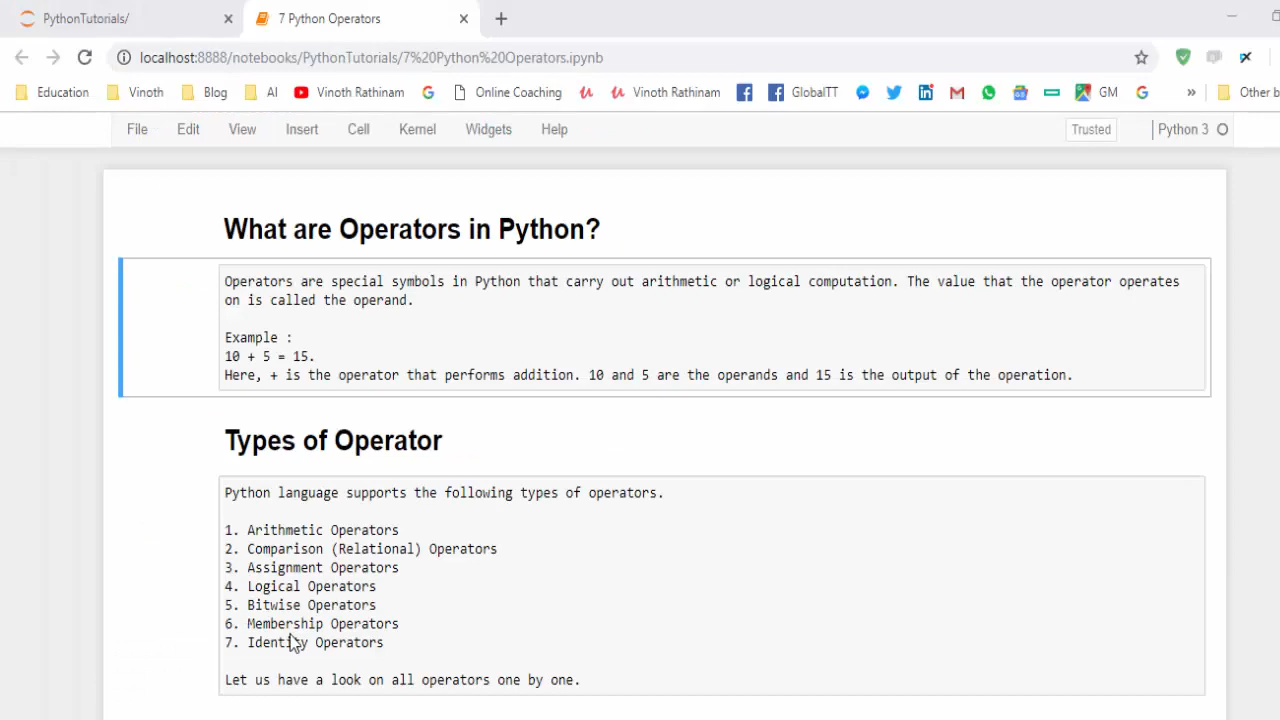 PythonTutorials/
7 Python Operators
localhost:8888/notebooks/PythonTutorials/7%20Python%20Operators.ipynb
Education Vinoth Blog AI Vinoth Rathinam Online Coaching Vinoth Rathinam GlobalTT GM » Other b
File Edit View Insert Cell Kernel Widgets Help Trusted Python 3
What are Operators in Python?
Operators are special symbols in Python that carry out arithmetic or logical computation. The value that the operator operates
on is called the operand.
Example :
10 + 5 = 15.
Here, + is the operator that performs addition. 10 and 5 are the operands and 15 is the output of the operation.
Types of Operator
Python language supports the following types of operators.
1. Arithmetic Operators
2. Comparison (Relational) Operators
3. Assignment Operators
4. Logical Operators
5. Bitwise Operators
6. Membership Operators
7. Identity Operators
Let us have a look on all operators one by one.